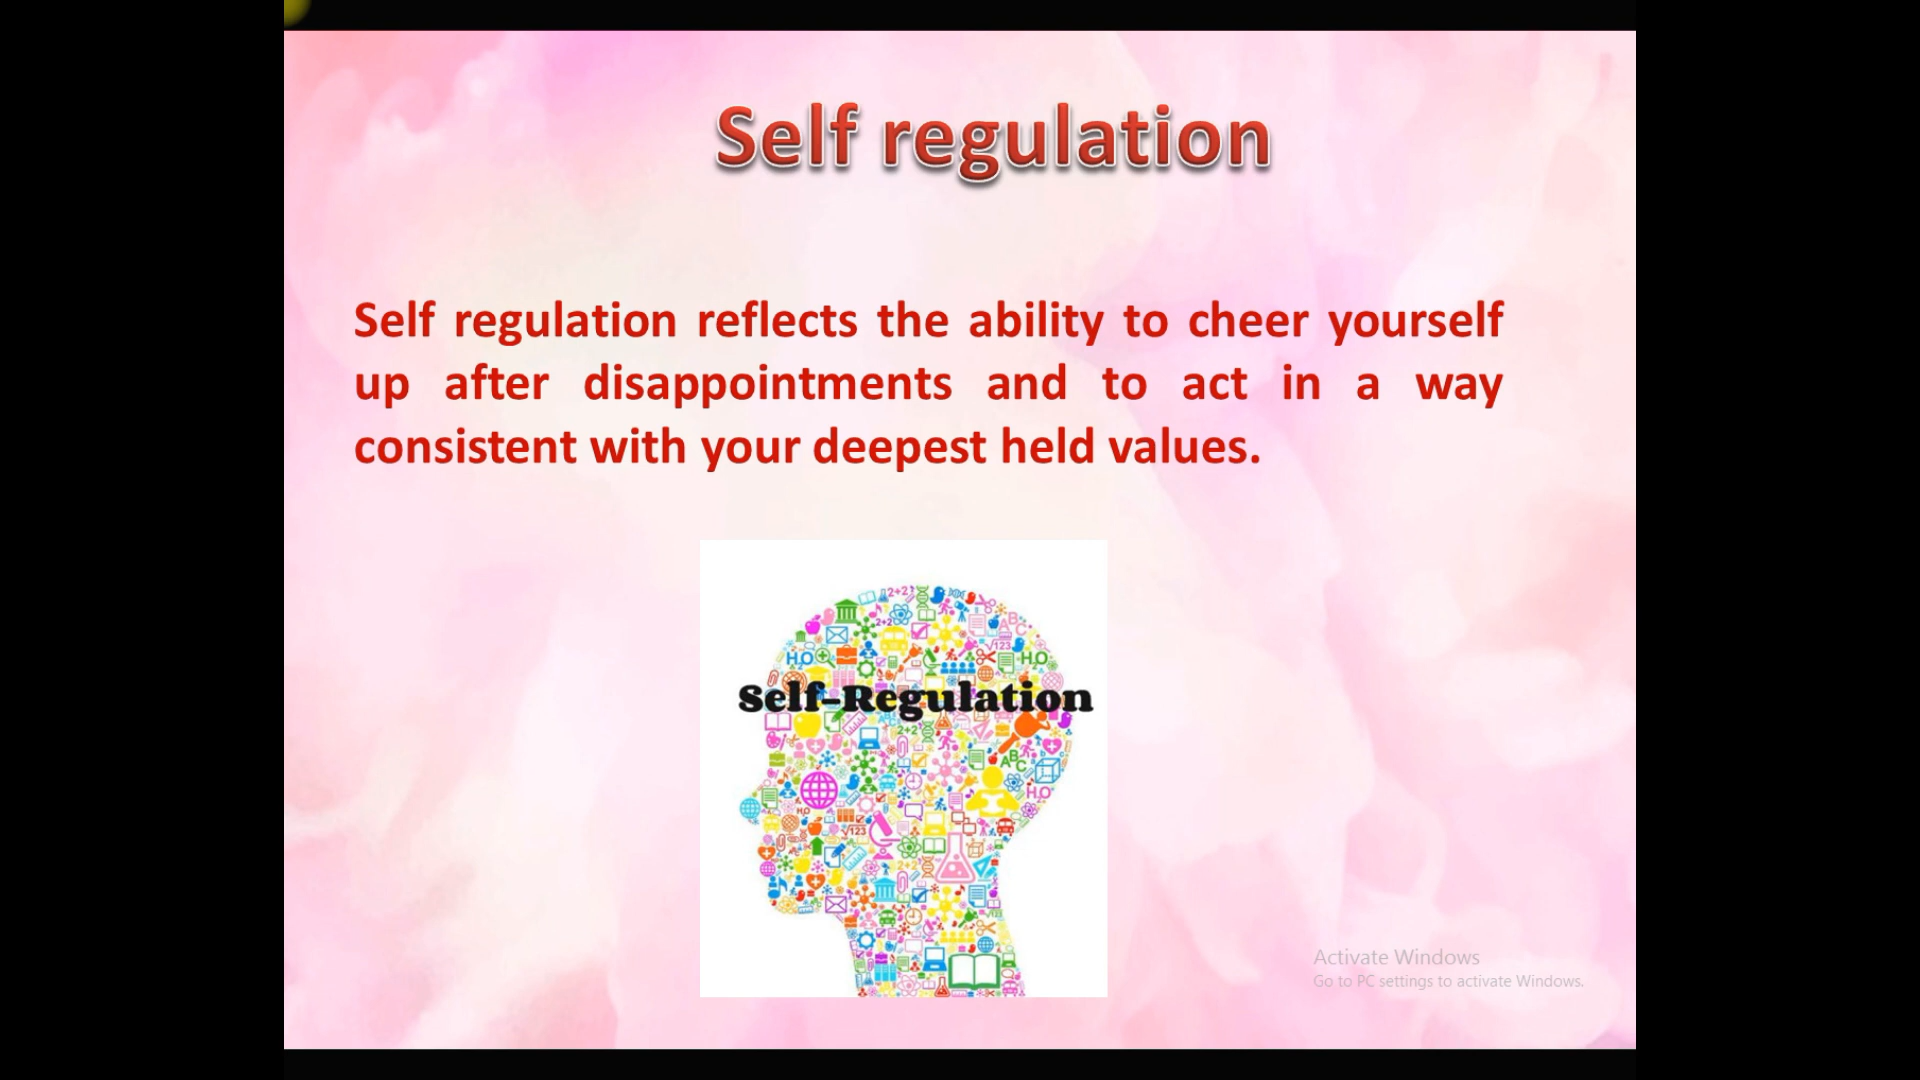 Self regulation
Self regulation reflects the ability to cheer yourself
up after disappointments and to act in a way
consistent with your deepest held values.
Self-Regulation
Activate Windows
Go to PC settings to activate Windows.